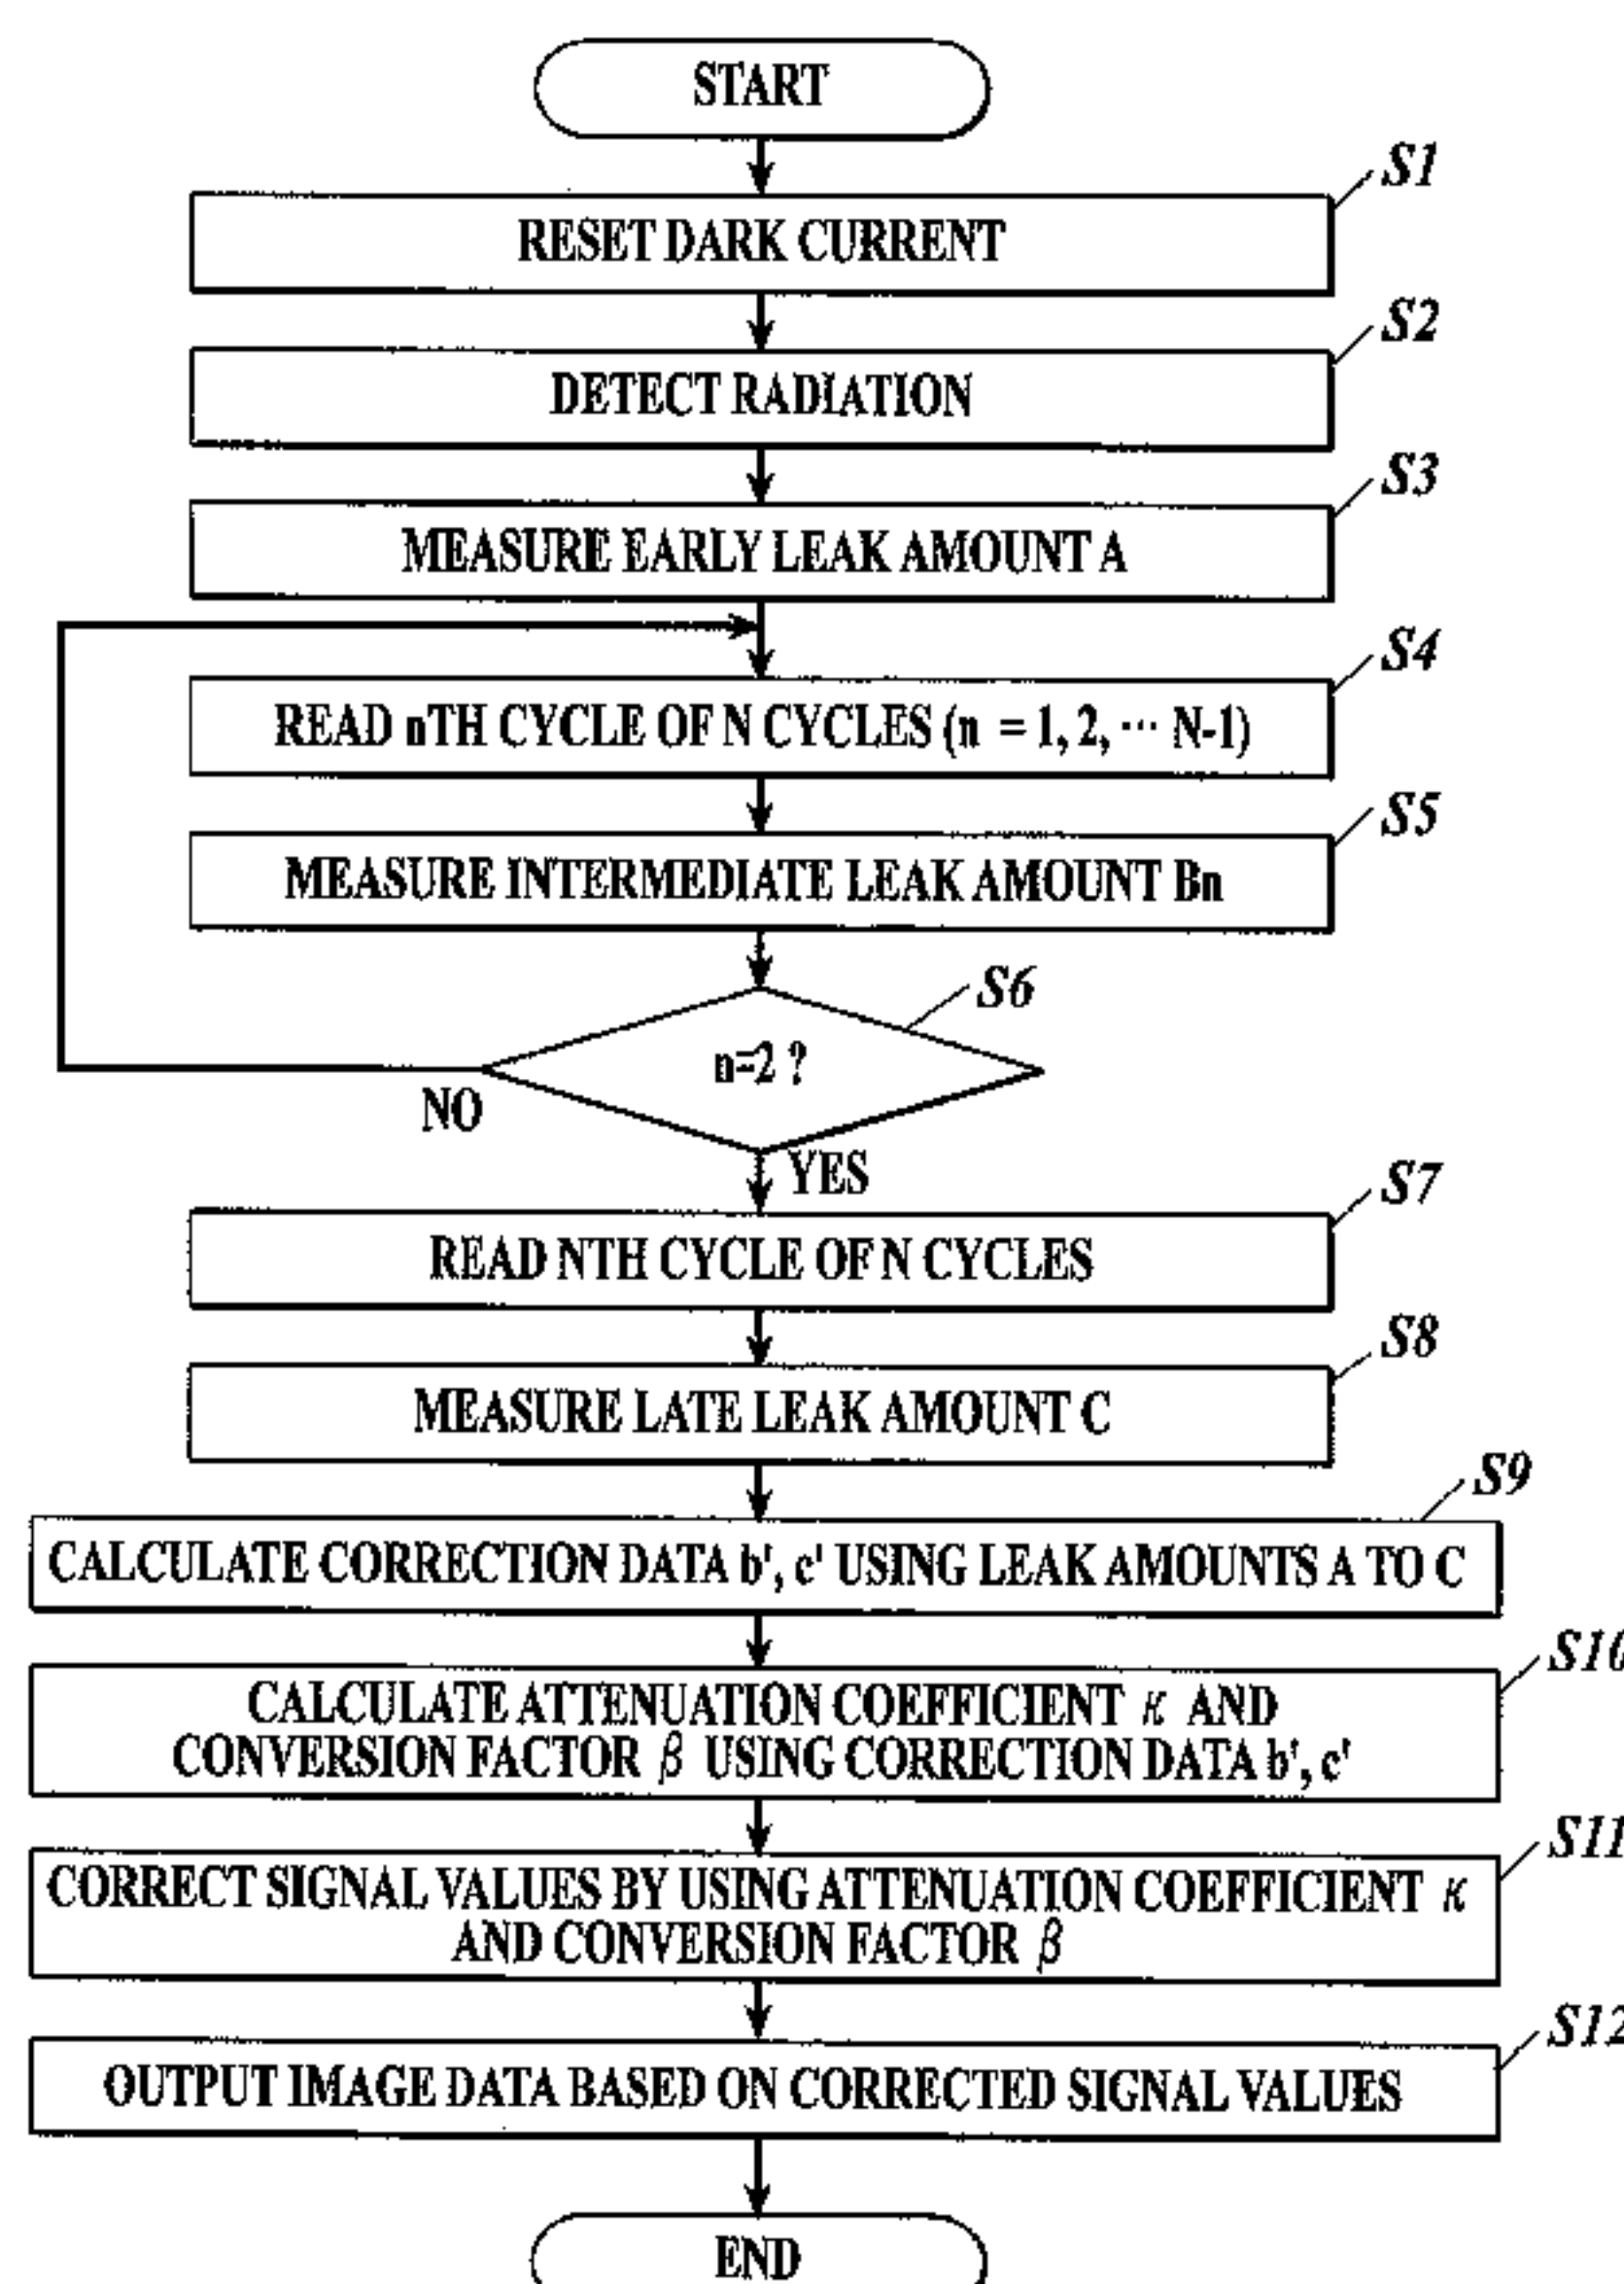 START
S1
RESET DARK CURRENT
S2
DETECT RADIATION
S3
MEASURE EARLY LEAK AMOUNT A
S4
READ nTH CYCLE OF N CYCLES (n = 1, 2, ··· N-1)
S5
MEASURE INTERMEDIATE LEAK AMOUNT Bn
S6
n=2 ?
NO
YES
S7
READ NTH CYCLE OF N CYCLES
S8
MEASURE LATE LEAK AMOUNT C
S9
CALCULATE CORRECTION DATA b', c' USING LEAK AMOUNTS A TO C
S10
CALCULATE ATTENUATION COEFFICIENT κ AND
CONVERSION FACTOR β USING CORRECTION DATA b', c'
S11
CORRECT SIGNAL VALUES BY USING ATTENUATION COEFFICIENT κ
AND CONVERSION FACTOR β
S12
OUTPUT IMAGE DATA BASED ON CORRECTED SIGNAL VALUES
END